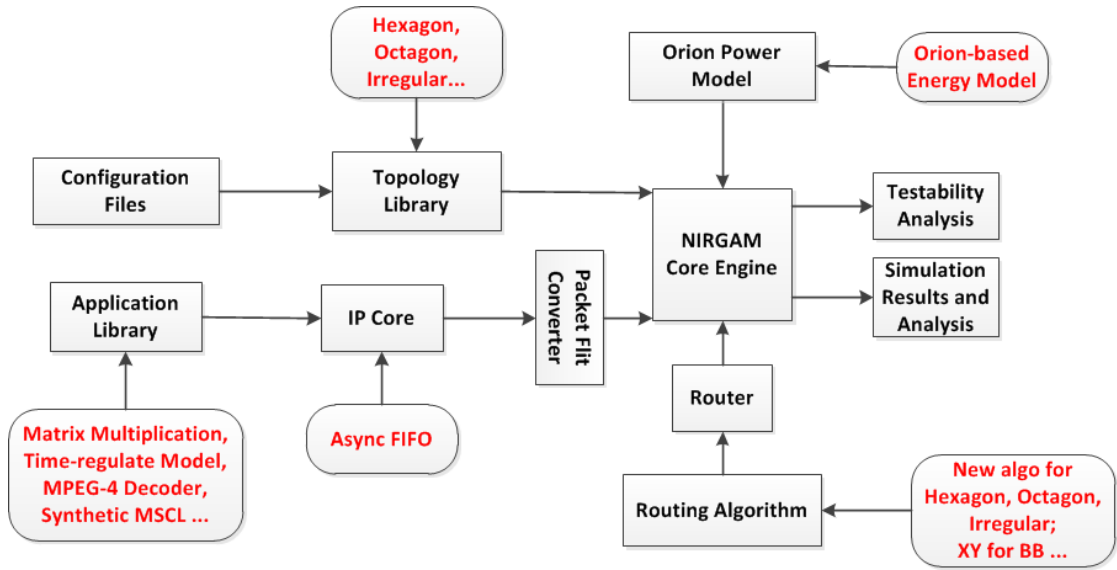 Hexagon,
Octagon,
Irregular...
Orion Power
Model
Orion-based
Energy Model
Configuration
Files
Topology
Library
NIRGAM
Core Engine
Testability
Analysis
Simulation
Results and
Analysis
Application
Library
IP Core
Packet Flit
Converter
Router
Matrix Multiplication,
Time-regulate Model,
MPEG-4 Decoder,
Synthetic MSCL ...
Async FIFO
Routing Algorithm
New algo for
Hexagon, Octagon,
Irregular;
XY for BB ...